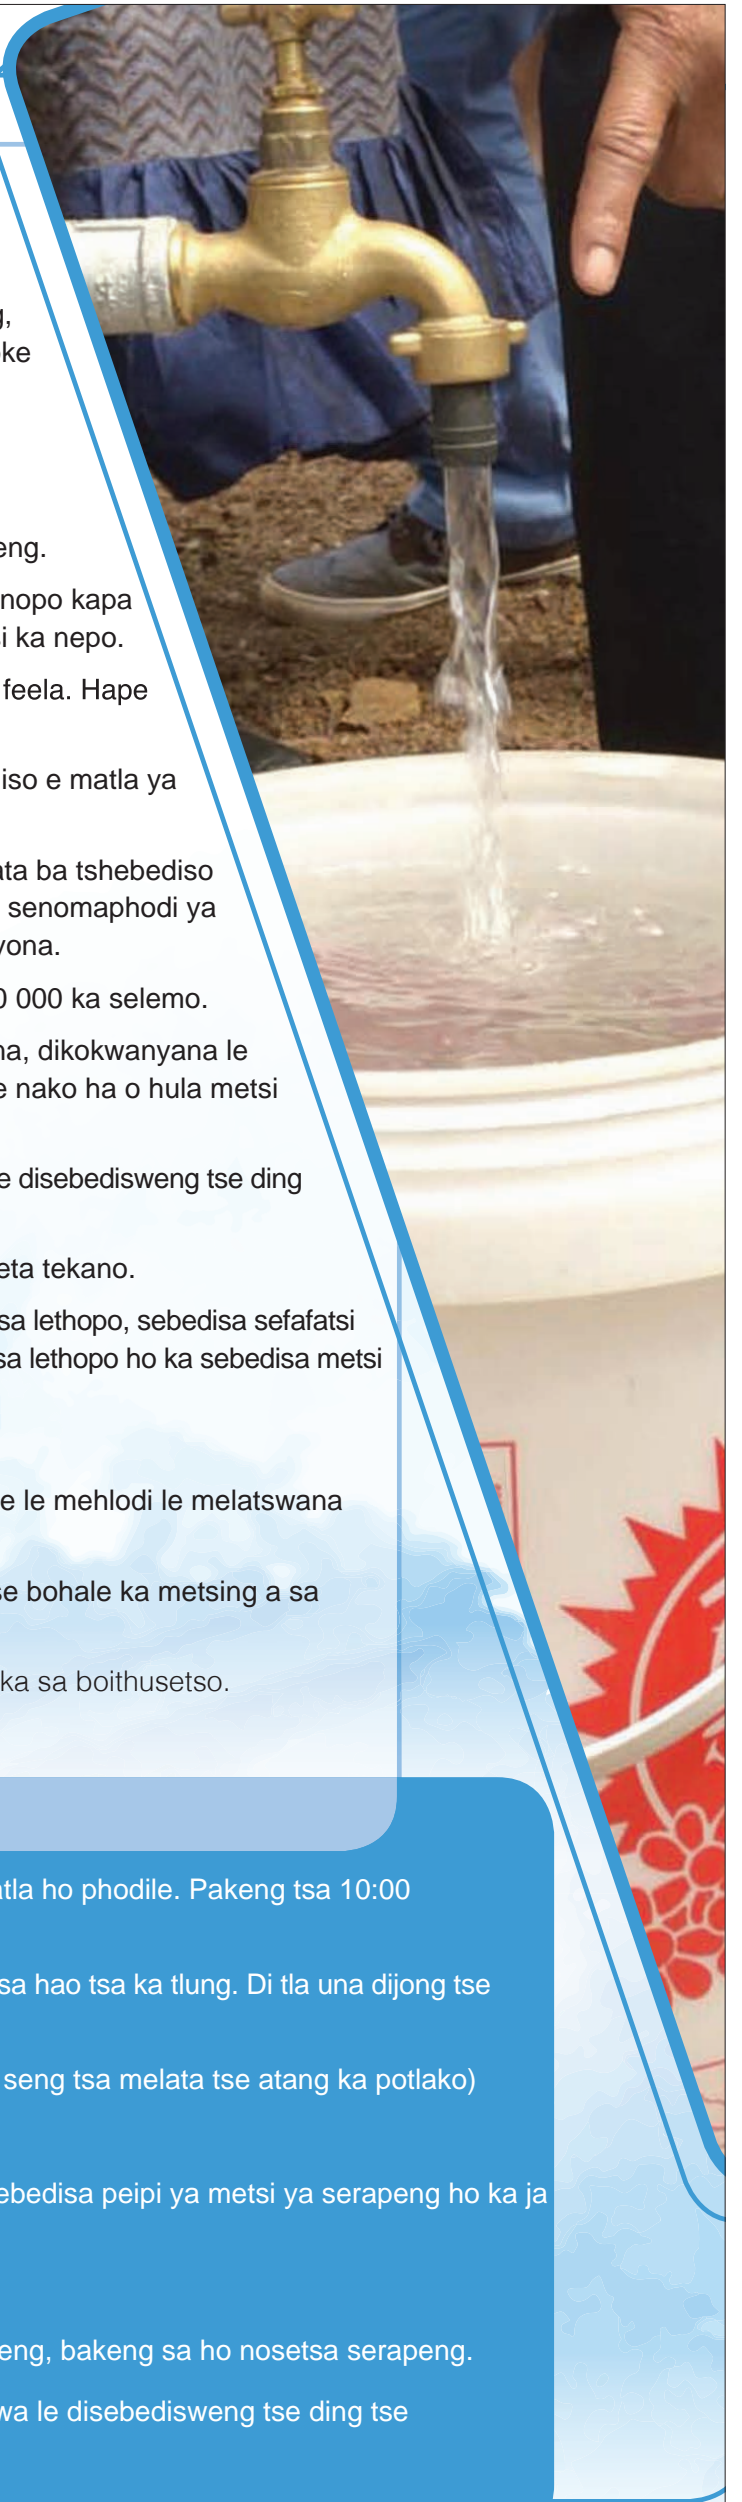 ke
eng.
nopo kapa
i ka nepo.
feela. Hape
iso e matla ya
ata ba tshebediso
senomaphodi ya
yona.
0 000 ka selemo.
na, dikokwanyana le
e nako ha o hula metsi
e disebedisweng tse ding
eta tekano.
sa lethopo, sebedisa sefafatsi
sa lethopo ho ka sebedisa metsi
e le mehlodi le melatswana
se bohale ka metsing a sa
ka sa boithusetso.
atla ho phodile. Pakeng tsa 10:00
sa hao tsa ka tlung. Di tla una dijong tse
seng tsa melata tse atang ka potlako)
ebedisa peipi ya metsi ya serapeng ho ka ja
eng, bakeng sa ho nosetsa serapeng.
wa le disebedisweng tse ding tse